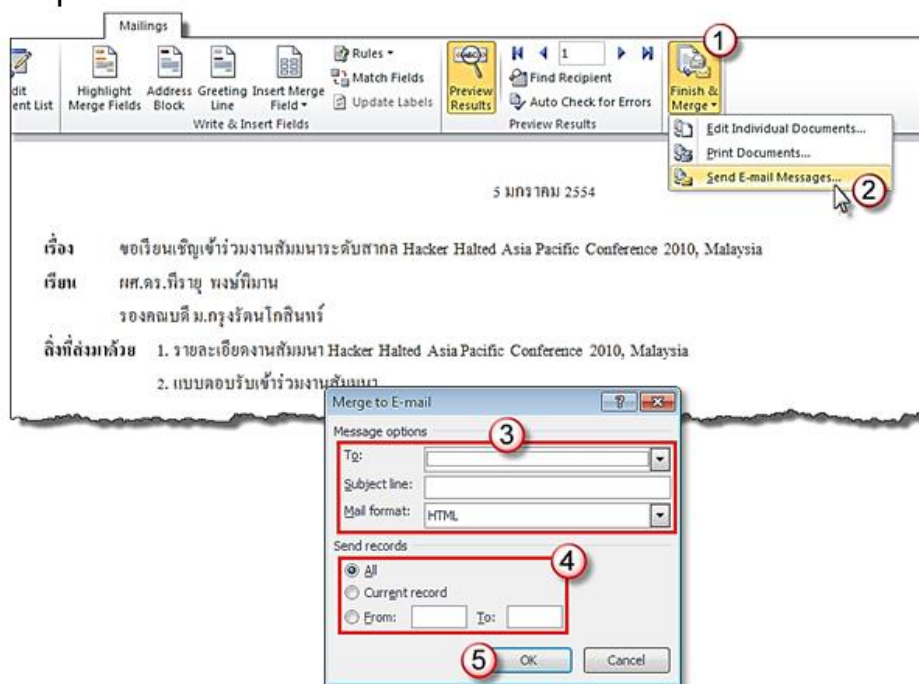 Mailings
1
dit
ent List
Highlight
Merge Fields
Address
Block
Greeting
Line
Insert Merge
Field
Rules
Match Fields
Update Labels
Write & Insert Fields
«ABC»
Preview
Results
1
Find Recipient
Auto Check for Errors
Preview Results
Finish &
Merge
Edit Individual Documents...
Print Documents...
Send E-mail Messages...
2
5 มกราคม 2554
เรื่อง ขอเรียนเชิญเข้าร่วมงานสัมมนาระดับสากล Hacker Halted Asia Pacific Conference 2010, Malaysia
เรียน ผศ.ดร.พีรายุ พงษ์พิมาน
รองคณบดี ม.กรุงรัตนโกสินทร์
สิ่งที่ส่งมาด้วย 1. รายละเอียดงานสัมมนา Hacker Halted Asia Pacific Conference 2010, Malaysia
2. แบบตอบรับเข้าร่วมงานสัมมนา
Merge to E-mail
Message options
3
To:
Subject line:
Mail format: HTML
Send records
4
All
Current record
From: To:
5
OK Cancel